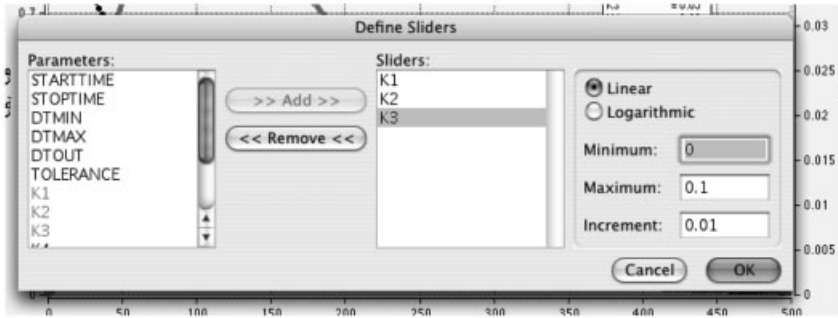 0.7
Define Sliders
0.03
Parameters:
Sliders:
STARTTIME
STOPTIME
DTMIN
DTMAX
DTOUT
TOLERANCE
K1
K2
K3
>> Add >>
<< Remove <<
K1
K2
K3
Linear
Logarithmic
Minimum: 0
Maximum: 0.1
Increment: 0.01
Cancel
OK
0.025
0.02
0.015
0.01
0.005
0
0 50 100 150 200 250 300 350 400 450 500